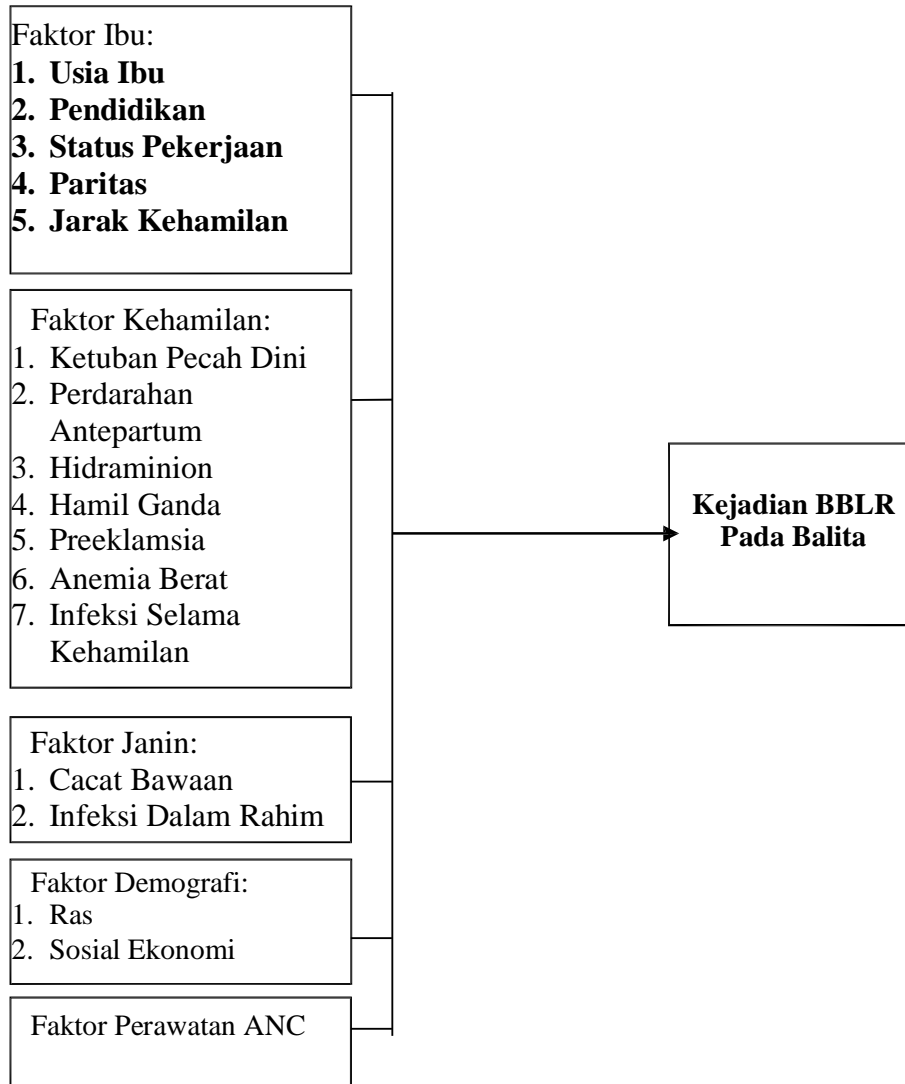 Faktor Ibu:
1. Usia Ibu
2. Pendidikan
3. Status Pekerjaan
4. Paritas
5. Jarak Kehamilan
Faktor Kehamilan:
1. Ketuban Pecah Dini
2. Perdarahan
Antepartum
3. Hidraminion
4. Hamil Ganda
5. Preeklamsia
6. Anemia Berat
7. Infeksi Selama
Kehamilan
Kejadian BBLR
Pada Balita
Faktor Janin:
1. Cacat Bawaan
2. Infeksi Dalam Rahim
Faktor Demografi:
1. Ras
2. Sosial Ekonomi
Faktor Perawatan ANC